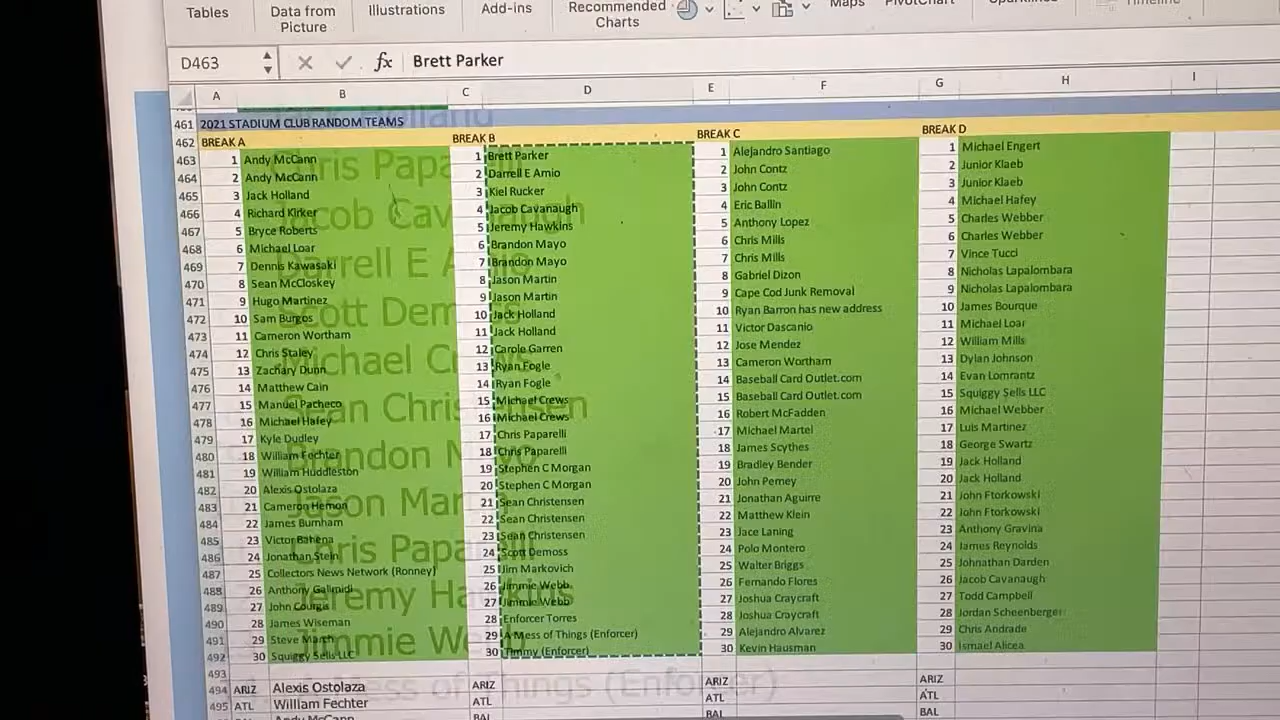 Tables Data from Picture Illustrations Add-ins Recommended Charts Maps PivotChart
D463 fx Brett Parker
A B C D E F G H I
461 2021 STADIUM CLUB RANDOM TEAMS
462 BREAK A BREAK B BREAK C BREAK D
463 1 Andy McCann 1 Brett Parker 1 Alejandro Santiago 1 Michael Engert
464 2 Andy McCann 2 Darrell E Amio 2 John Contz 2 Junior Klaeb
465 3 Jack Holland 3 Kiel Rucker 3 John Contz 3 Junior Klaeb
466 4 Richard Kirker 4 Jacob Cavanaugh 4 Eric Ballin 4 Michael Hafey
467 5 Bryce Roberts 5 Jeremy Hawkins 5 Anthony Lopez 5 Charles Webber
468 6 Michael Loar 6 Brandon Mayo 6 Chris Mills 6 Charles Webber
469 7 Dennis Kawasaki 7 Brandon Mayo 7 Chris Mills 7 Vince Tucci
470 8 Sean McCloskey 8 Jason Martin 8 Gabriel Dizon 8 Nicholas Lapalombara
471 9 Hugo Martinez 9 Jason Martin 9 Cape Cod Junk Removal 9 Nicholas Lapalombara
472 10 Sam Burgos 10 Jack Holland 10 Ryan Barron has new address 10 James Bourque
473 11 Cameron Wortham 11 Jack Holland 11 Victor Dascanio 11 Michael Loar
474 12 Chris Staley 12 Carole Garren 12 Jose Mendez 12 William Mills
475 13 Zachary Dunn 13 Ryan Fogle 13 Cameron Wortham 13 Dylan Johnson
476 14 Matthew Cain 14 Ryan Fogle 14 Baseball Card Outlet.com 14 Evan Lomrantz
477 15 Manuel Pacheco 15 Michael Crews 15 Baseball Card Outlet.com 15 Squiggy Sells LLC
478 16 Michael Hafey 16 Michael Crews 16 Robert McFadden 16 Michael Webber
479 17 Kyle Dudley 17 Chris Paparelli 17 Michael Martel 17 Luis Martinez
480 18 William Fechter 18 Chris Paparelli 18 James Scythes 18 George Swartz
481 19 William Huddleston 19 Stephen C Morgan 19 Bradley Bender 19 Jack Holland
482 20 Alexis Ostolaza 20 Stephen C Morgan 20 John Perney 20 Jack Holland
483 21 Cameron Hemon 21 Sean Christensen 21 Jonathan Aguirre 21 John Ftorkowski
484 22 James Burnham 22 Sean Christensen 22 Matthew Klein 22 John Ftorkowski
485 23 Victor Bahena 23 Sean Christensen 23 Jace Laning 23 Anthony Gravina
486 24 Jonathan Stein 24 Scott Demoss 24 Polo Montero 24 James Reynolds
487 25 Collectors News Network (Ronney) 25 Jim Markovich 25 Walter Briggs 25 Johnathan Darden
488 26 Anthony 26 Jimmie Webb 26 Fernando Flores 26 Jacob Cavanaugh
489 27 John Courgis 27 Jimmie Webb 27 Joshua Craycraft 27 Todd Campbell
490 28 James Wiseman 28 Enforcer Torres 28 Joshua Craycraft 28 Jordan Scheenberger
491 29 Steve March 29 A Mess of Things (Enforcer) 29 Alejandro Alvarez 29 Chris Andrade
492 30 Squiggy Sells LLC 30 Timmy (Enforcer) 30 Kevin Hausman 30 Ismael Alicea
493
494 ARIZ Alexis Ostolaza ARIZ ARIZ ARIZ
495 ATL William Fechter ATL ATL ATL
BAL Andy McCann BAL BAL BAL